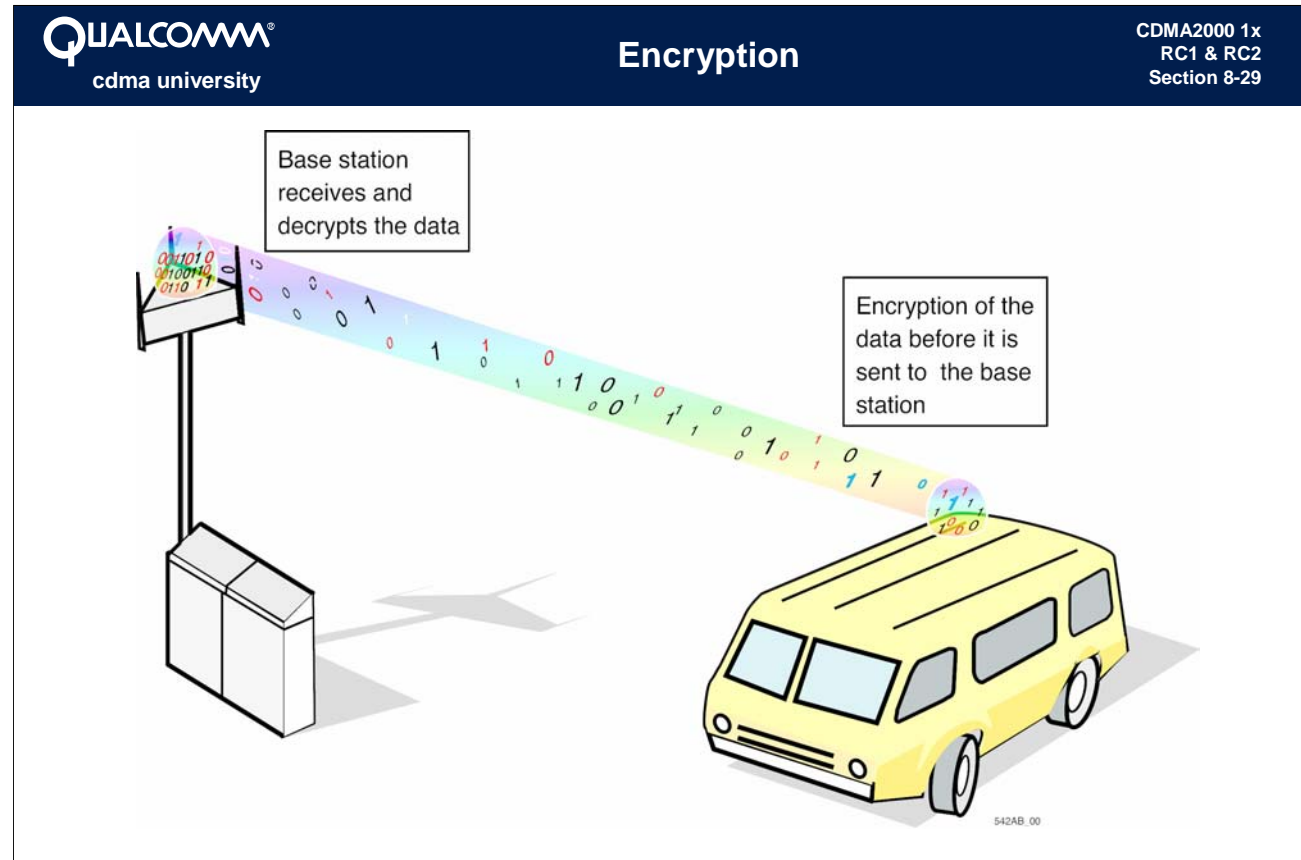 QUALCOMM®
cdma university
Encryption
CDMA2000 1x
RC1 & RC2
Section 8-29
Base station
receives and
decrypts the data
Encryption of the
data before it is
sent to the base
station
542AB_00